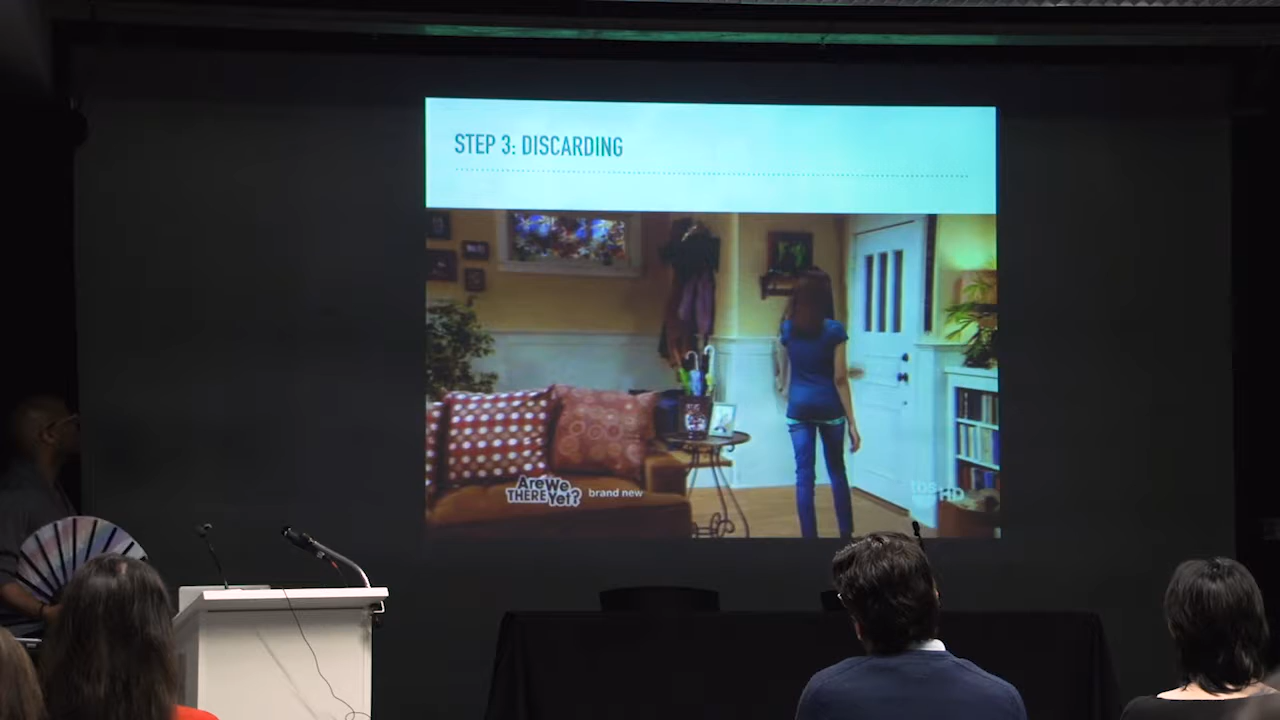 STEP 3: DISCARDING
Are We
THERE Yet?
brand new
tbs HD